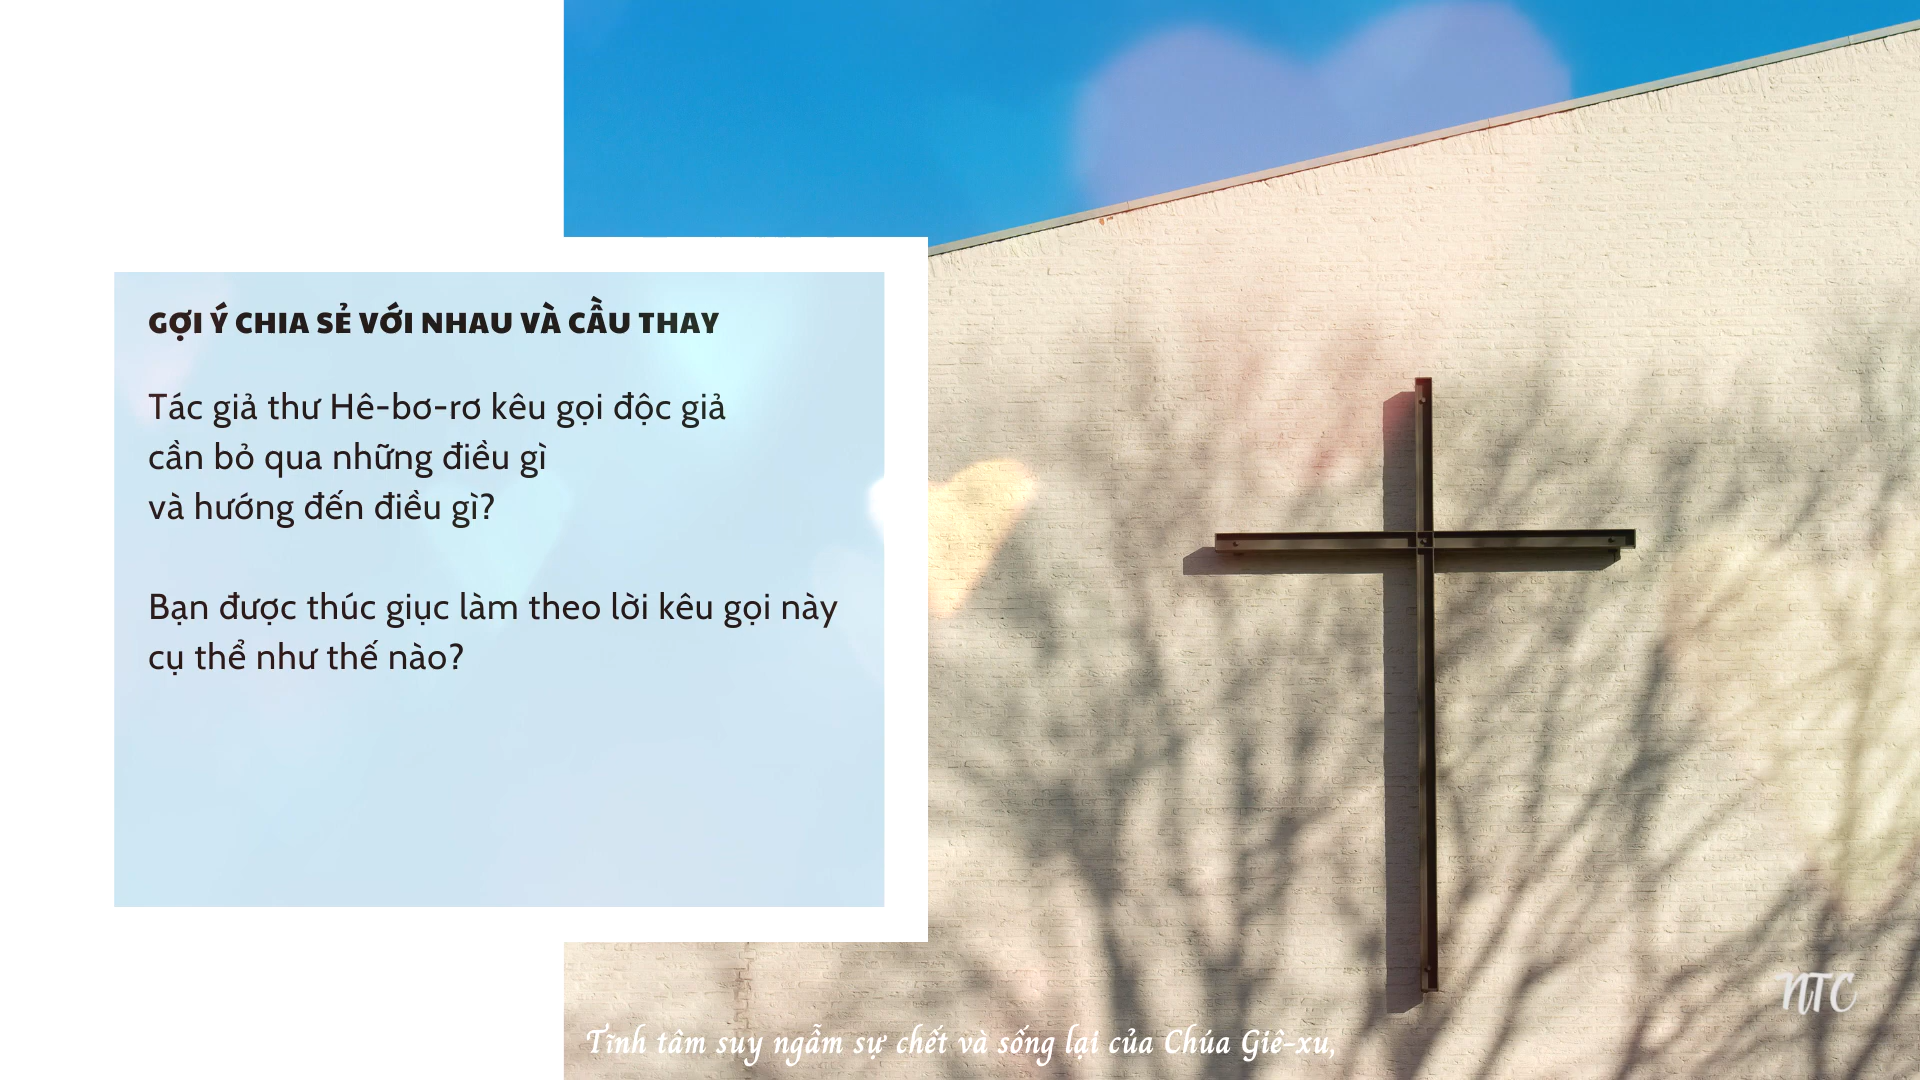 GỢI Ý CHIA SẺ VỚI NHAU VÀ CẦU THAY
Tác giả thư Hê-bơ-rơ kêu gọi độc giả
cần bỏ qua những điều gì
và hướng đến điều gì?
Bạn được thúc giục làm theo lời kêu gọi này
cụ thể như thế nào?
NTC
Tĩnh tâm suy ngẫm sự chết và sống lại của Chúa Giê-xu,